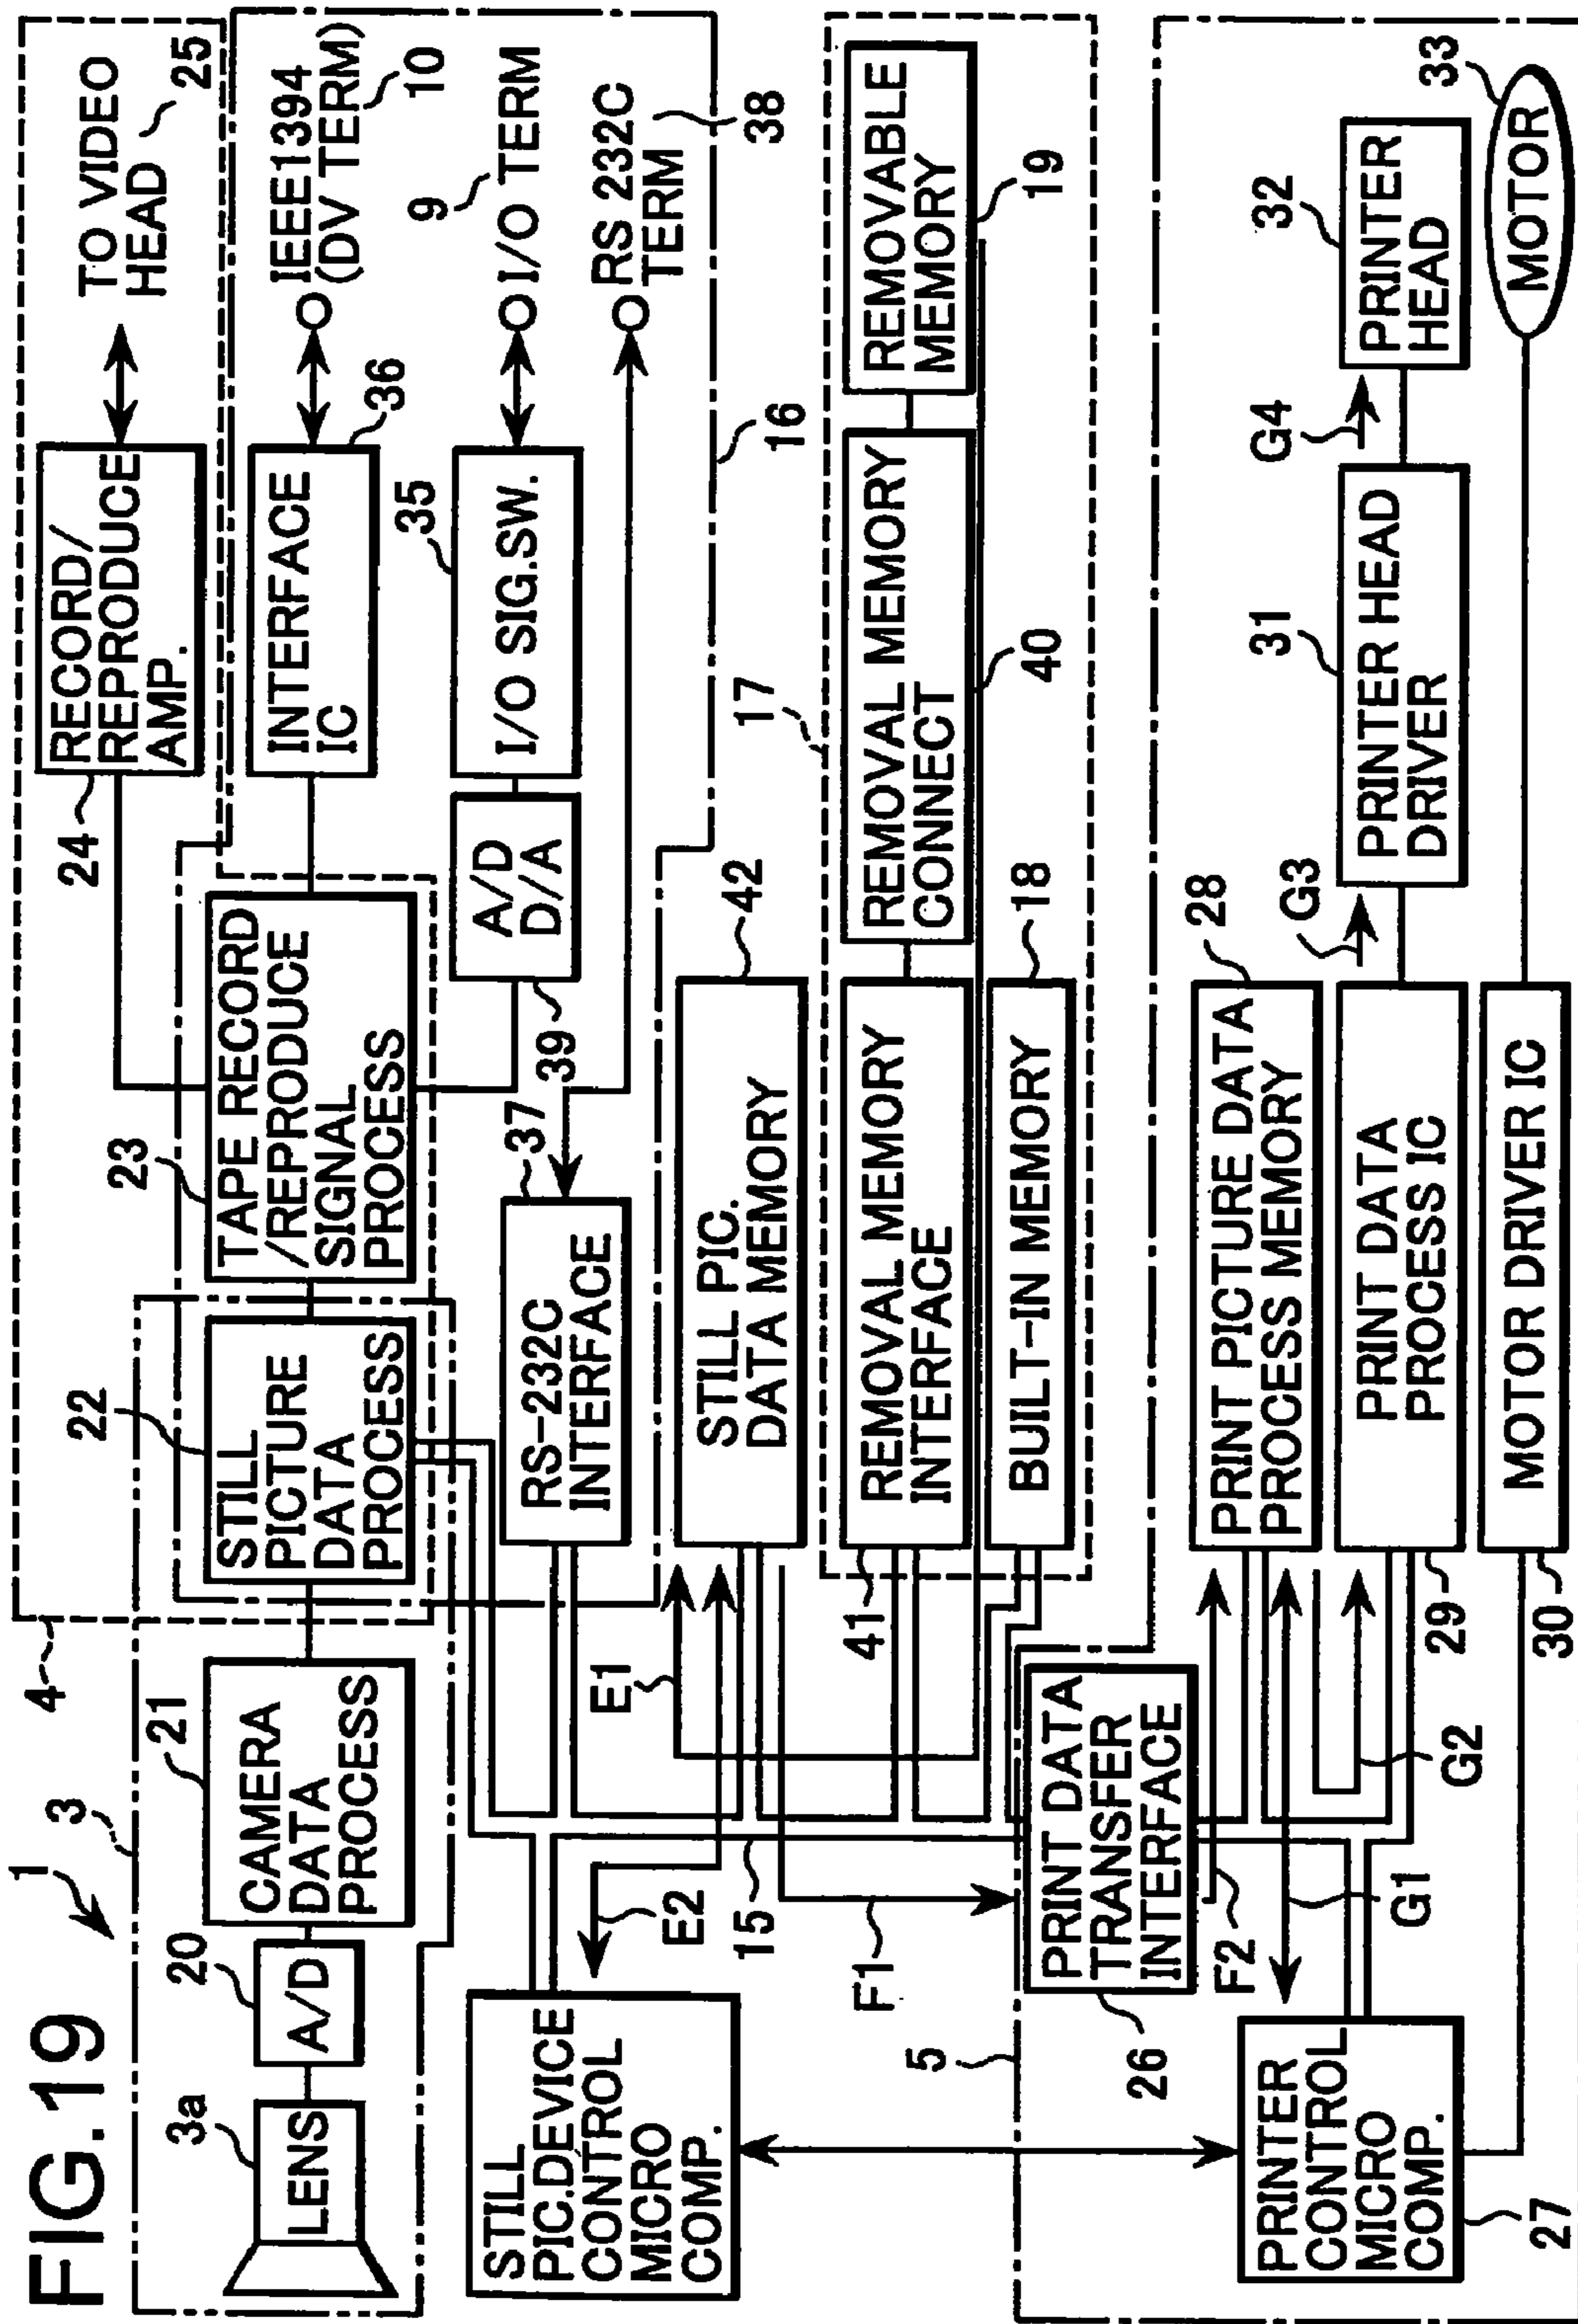 FIG.19
1
3
4
3a
LENS
20
A/D
21
CAMERA
DATA
PROCESS
22
STILL
PICTURE
DATA
PROCESS
23
TAPE RECORD
/REPRODUCE
SIGNAL
PROCESS
24
RECORD/
REPRODUCE
AMP.
TO VIDEO
HEAD
25
INTERFACE
IC
36
IEEE1394
(DV TERM)
10
A/D
D/A
39
35
I/O SIG.SW.
9
I/O TERM
RS 232C
TERM
38
37
RS-232C
INTERFACE
16
STILL
PIC.DEVICE
CONTROL
MICRO
COMP.
E1
E2
15
F1
42
STILL PIC.
DATA MEMORY
17
41
REMOVAL MEMORY
INTERFACE
REMOVAL MEMORY
CONNECT
40
REMOVABLE
MEMORY
19
18
BUILT-IN MEMORY
5
PRINT DATA
TRANSFER
INTERFACE
26
F2
G1
G2
PRINTER
CONTROL
MICRO
COMP.
27
28
PRINT PICTURE DATA
PROCESS MEMORY
PRINT DATA
PROCESS IC
29
MOTOR DRIVER IC
30
G3
31
PRINTER HEAD
DRIVER
G4
32
PRINTER
HEAD
33
MOTOR